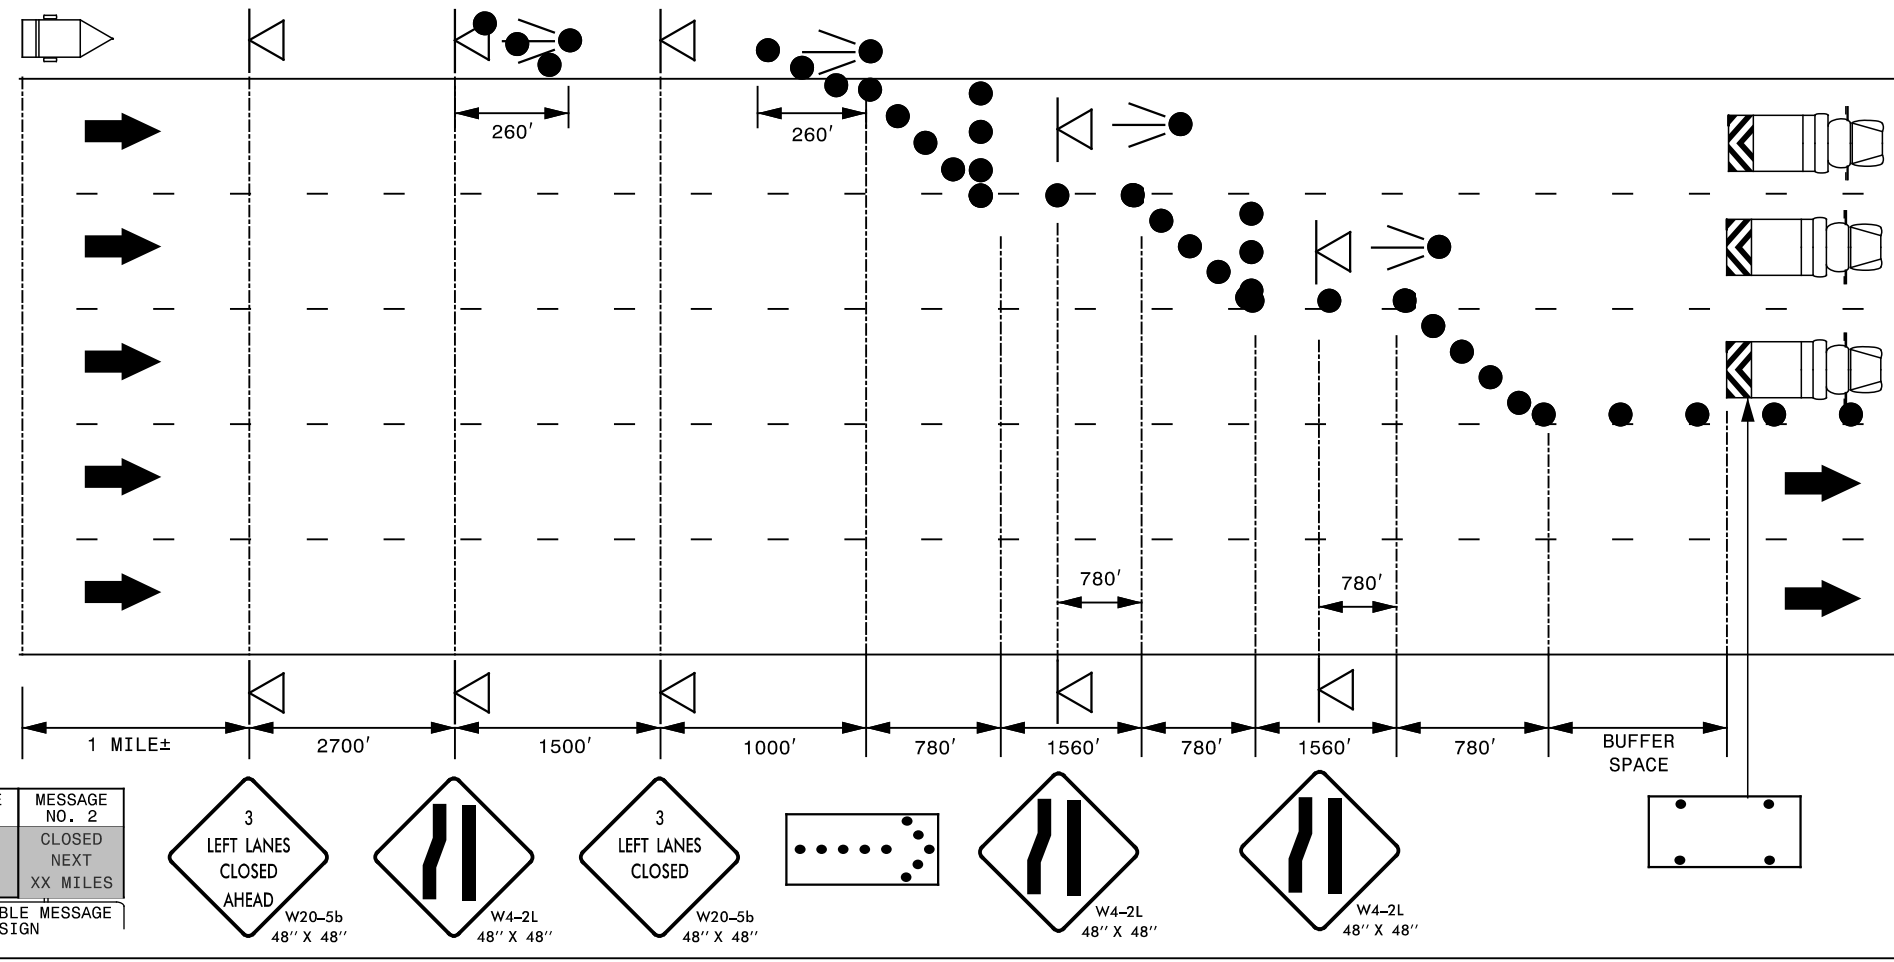 260′
260′
780′
780′
1 MILE±
2700′
1500′
1000′
780′
1560′
780′
1560′
780′
BUFFER
SPACE
MESSAGE
NO. 2
CLOSED
NEXT
XX MILES
BLE MESSAGE
SIGN
3
LEFT LANES
CLOSED
AHEAD
W20–5b
48″ X 48″
W4–2L
48″ X 48″
3
LEFT LANES
CLOSED
W20–5b
48″ X 48″
W4–2L
48″ X 48″
W4–2L
48″ X 48″